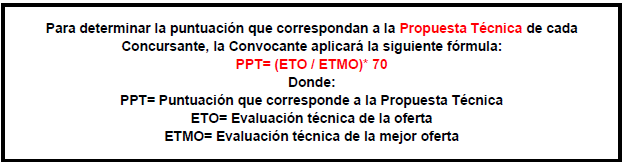 Para determinar la puntuación que correspondan a la Propuesta Técnica de cada
Concursante, la Convocante aplicará la siguiente fórmula:
PPT= (ETO / ETMO)* 70
Donde:
PPT= Puntuación que corresponde a la Propuesta Técnica
ETO= Evaluación técnica de la oferta
ETMO= Evaluación técnica de la mejor oferta